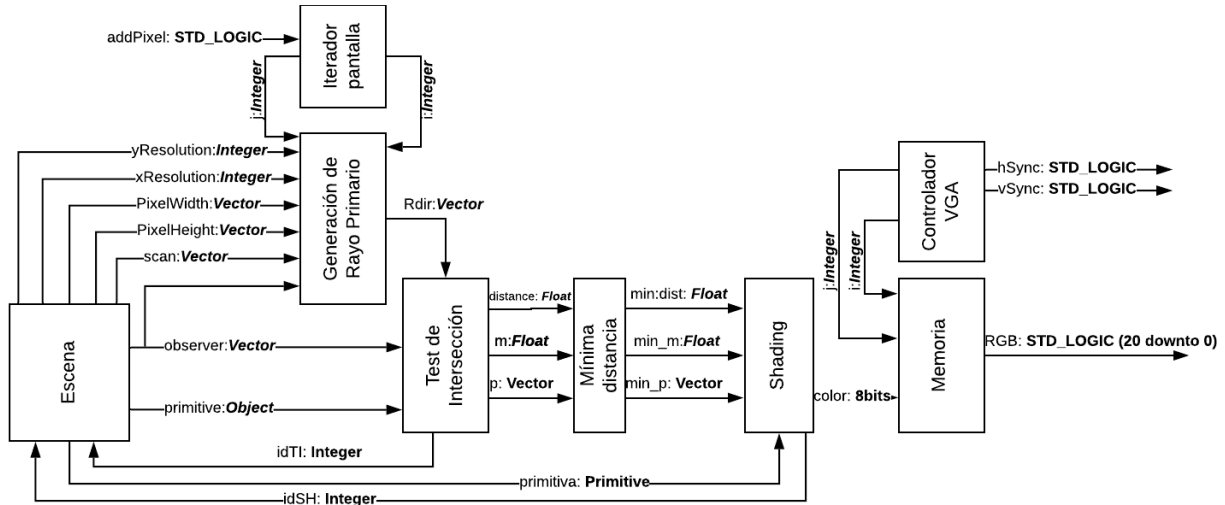 addPixel: STD_LOGIC
Iterador
pantalla
j:Integer
i:Integer
yResolution:Integer
xResolution:Integer
PixelWidth:Vector
PixelHeight:Vector
scan:Vector
Generación de
Rayo Primario
Rdir:Vector
Escena
observer:Vector
primitive:Object
Test de
Intersección
distance: Float
m:Float
p: Vector
Mínima
distancia
min:dist: Float
min_m:Float
min_p: Vector
Shading
color: 8bits
Controlador
VGA
hSync: STD_LOGIC
vSync: STD_LOGIC
j:Integer
i:Integer
Memoria
RGB: STD_LOGIC (20 downto 0)
idTI: Integer
primitiva: Primitive
idSH: Integer